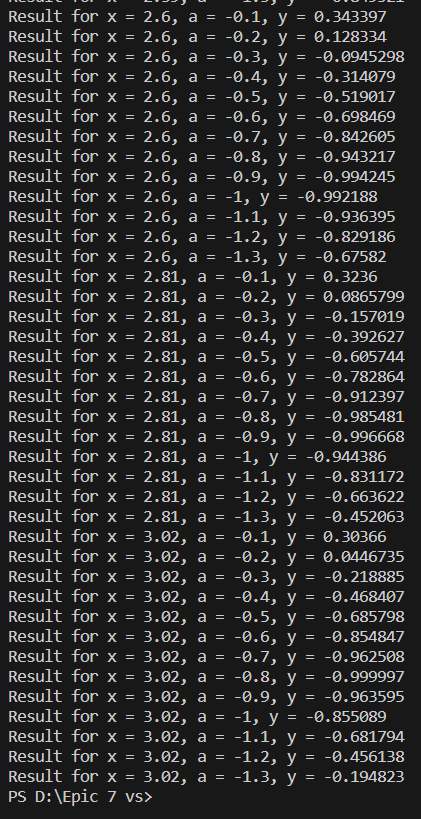 Result for x = 2.6, a = -0.1, y = 0.343397
Result for x = 2.6, a = -0.2, y = 0.128334
Result for x = 2.6, a = -0.3, y = -0.0945298
Result for x = 2.6, a = -0.4, y = -0.314079
Result for x = 2.6, a = -0.5, y = -0.519017
Result for x = 2.6, a = -0.6, y = -0.698469
Result for x = 2.6, a = -0.7, y = -0.842605
Result for x = 2.6, a = -0.8, y = -0.943217
Result for x = 2.6, a = -0.9, y = -0.994245
Result for x = 2.6, a = -1, y = -0.992188
Result for x = 2.6, a = -1.1, y = -0.936395
Result for x = 2.6, a = -1.2, y = -0.829186
Result for x = 2.6, a = -1.3, y = -0.67582
Result for x = 2.81, a = -0.1, y = 0.3236
Result for x = 2.81, a = -0.2, y = 0.0865799
Result for x = 2.81, a = -0.3, y = -0.157019
Result for x = 2.81, a = -0.4, y = -0.392627
Result for x = 2.81, a = -0.5, y = -0.605744
Result for x = 2.81, a = -0.6, y = -0.782864
Result for x = 2.81, a = -0.7, y = -0.912397
Result for x = 2.81, a = -0.8, y = -0.985481
Result for x = 2.81, a = -0.9, y = -0.996668
Result for x = 2.81, a = -1, y = -0.944386
Result for x = 2.81, a = -1.1, y = -0.831172
Result for x = 2.81, a = -1.2, y = -0.663622
Result for x = 2.81, a = -1.3, y = -0.452063
Result for x = 3.02, a = -0.1, y = 0.30366
Result for x = 3.02, a = -0.2, y = 0.0446735
Result for x = 3.02, a = -0.3, y = -0.218885
Result for x = 3.02, a = -0.4, y = -0.468407
Result for x = 3.02, a = -0.5, y = -0.685798
Result for x = 3.02, a = -0.6, y = -0.854847
Result for x = 3.02, a = -0.7, y = -0.962508
Result for x = 3.02, a = -0.8, y = -0.999997
Result for x = 3.02, a = -0.9, y = -0.963595
Result for x = 3.02, a = -1, y = -0.855089
Result for x = 3.02, a = -1.1, y = -0.681794
Result for x = 3.02, a = -1.2, y = -0.456138
Result for x = 3.02, a = -1.3, y = -0.194823
PS D:\Epic 7 vs>